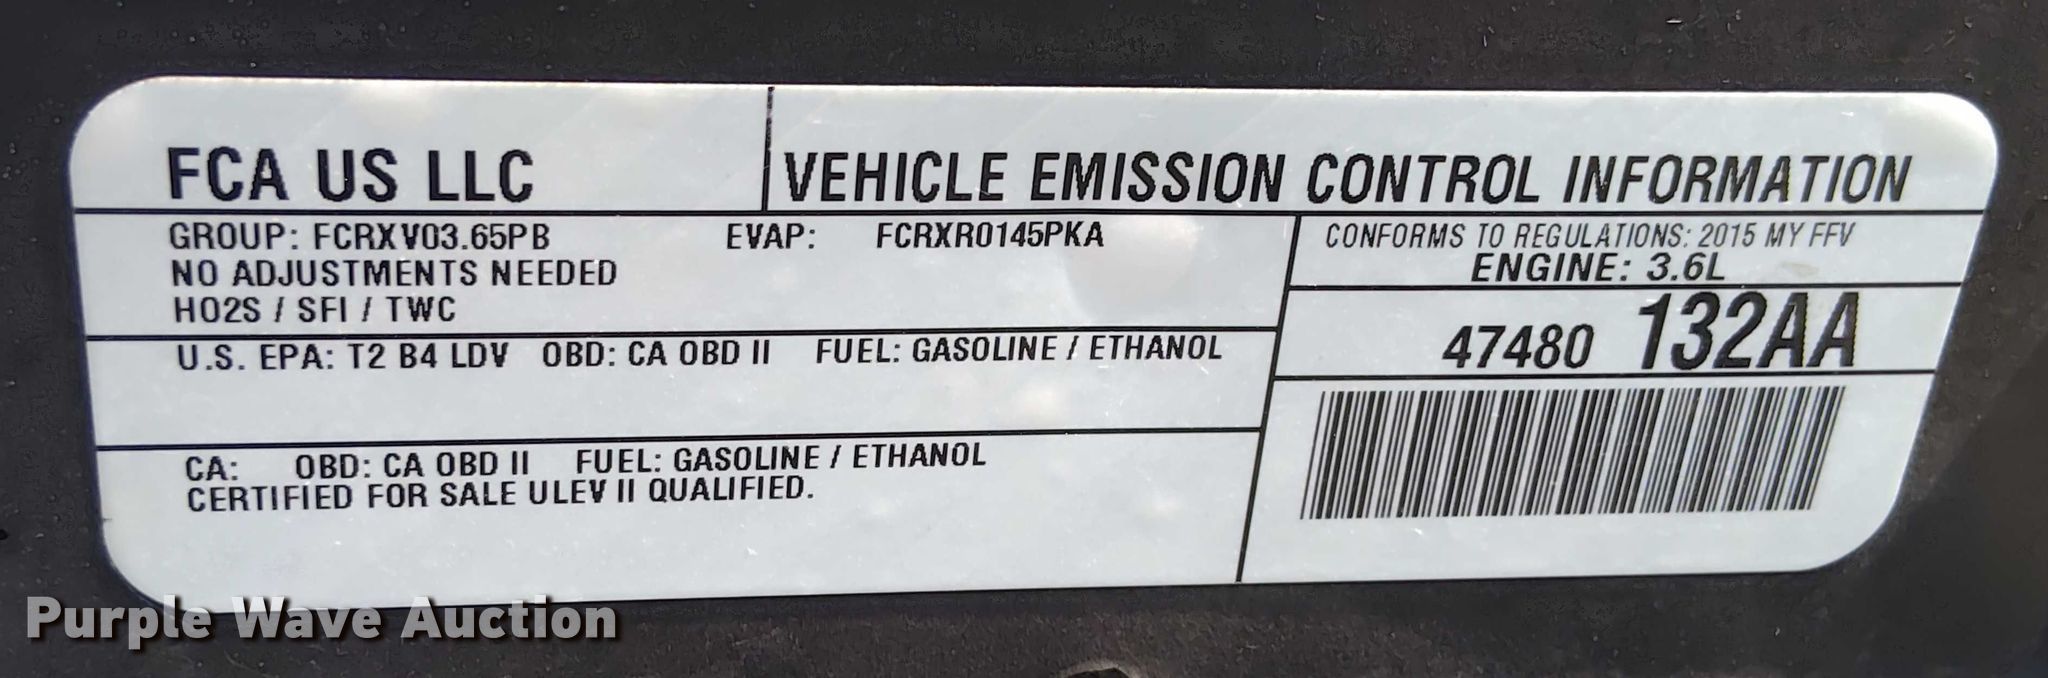 FCA US LLC
VEHICLE EMISSION CONTROL INFORMATION
GROUP: FCRXV03.65PB EVAP: FCRXR0145PKA
NO ADJUSTMENTS NEEDED
HO2S / SFI / TWC
CONFORMS TO REGULATIONS: 2015 MY FFV
ENGINE: 3.6L
47480 132AA
U.S. EPA: T2 B4 LDV OBD: CA OBD II FUEL: GASOLINE / ETHANOL
CA: OBD: CA OBD II FUEL: GASOLINE / ETHANOL
CERTIFIED FOR SALE ULEV II QUALIFIED.
Purple Wave Auction